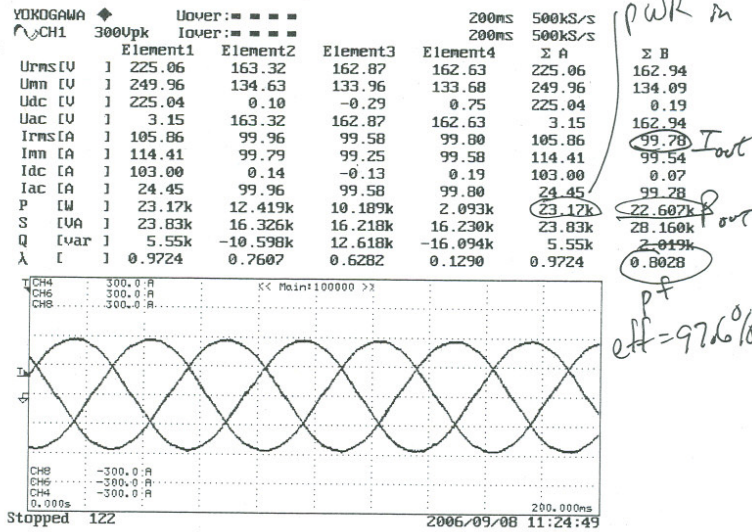 YOKOGAWA ◆ Uover:■ ■ ■ ■ 200ms 500kS/s
CH1 300Vpk Iover:■ ■ ■ ■ 200ms 500kS/s
PWR in
Element1 Element2 Element3 Element4 Σ A Σ B
Urms[V ] 225.06 163.32 162.87 162.63 225.06 162.94
Umn [V ] 249.96 134.63 133.96 133.68 249.96 134.09
Udc [V ] 225.04 0.10 -0.29 0.75 225.04 0.19
Uac [V ] 3.15 163.32 162.87 162.63 3.15 162.94
Irms[A ] 105.86 99.96 99.58 99.80 105.86 99.78 Iout
Imn [A ] 114.41 99.79 99.25 99.58 114.41 99.54
Idc [A ] 103.00 0.14 -0.13 0.19 103.00 0.07
Iac [A ] 24.45 99.96 99.58 99.80 24.45 99.78
P [W ] 23.17k 12.419k 10.189k 2.093k 23.17k 22.607k Pout
S [VA ] 23.83k 16.326k 16.218k 16.230k 23.83k 28.160k
Q [var ] 5.55k -10.598k 12.618k -16.094k 5.55k 2.019k
λ [ ] 0.9724 0.7607 0.6282 0.1290 0.9724 0.8028
pf
eff=97.6%
CH4 300.0 A << Main:100000 >>
CH6 300.0 A
CH8 300.0 A
CH8 -300.0 A
CH6 -300.0 A
CH4 -300.0 A
0.000s 200.000ms
Stopped 122 2006/09/08 11:24:49